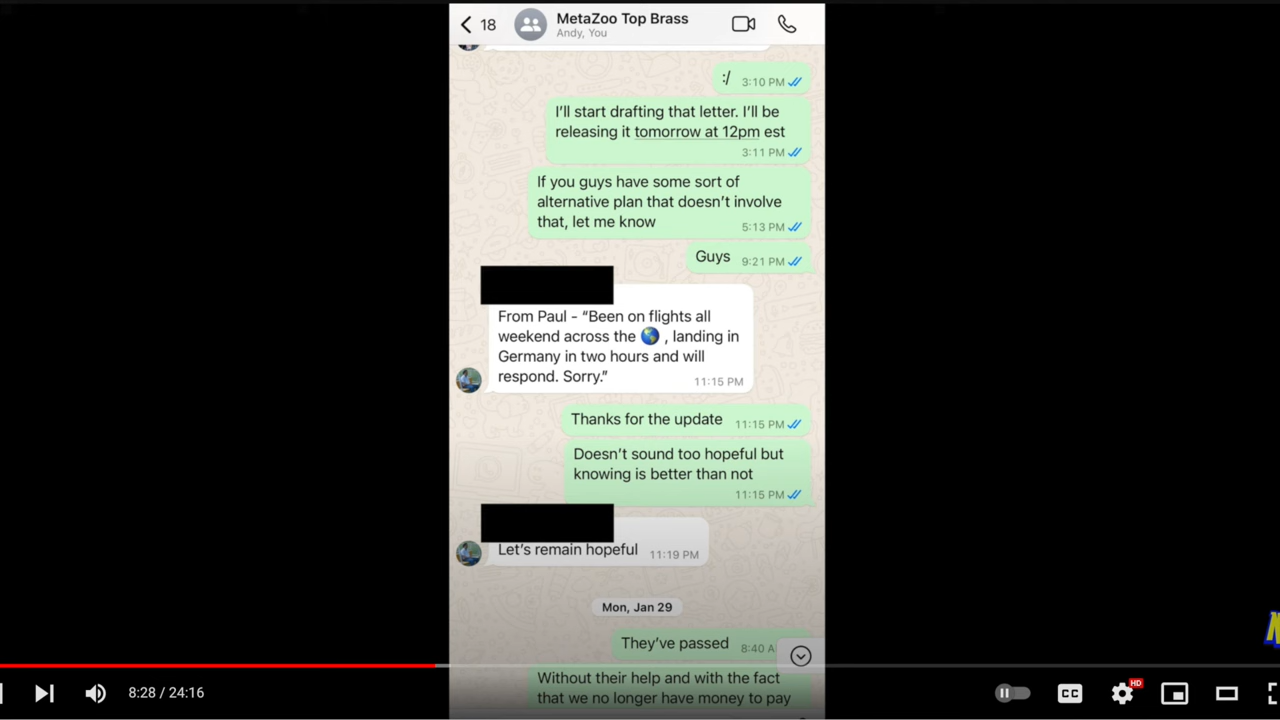 18
MetaZoo Top Brass
Andy, You
:/ 3:10 PM
I'll start drafting that letter. I'll be
releasing it tomorrow at 12pm est
3:11 PM
If you guys have some sort of
alternative plan that doesn't involve
that, let me know 5:13 PM
Guys 9:21 PM
From Paul - “Been on flights all
weekend across the 🌎 , landing in
Germany in two hours and will
respond. Sorry.” 11:15 PM
Thanks for the update 11:15 PM
Doesn't sound too hopeful but
knowing is better than not
11:15 PM
Let's remain hopeful 11:19 PM
Mon, Jan 29
They've passed 8:40 A
Without their help and with the fact
that we no longer have money to pay
8:28 / 24:16
CC
HD